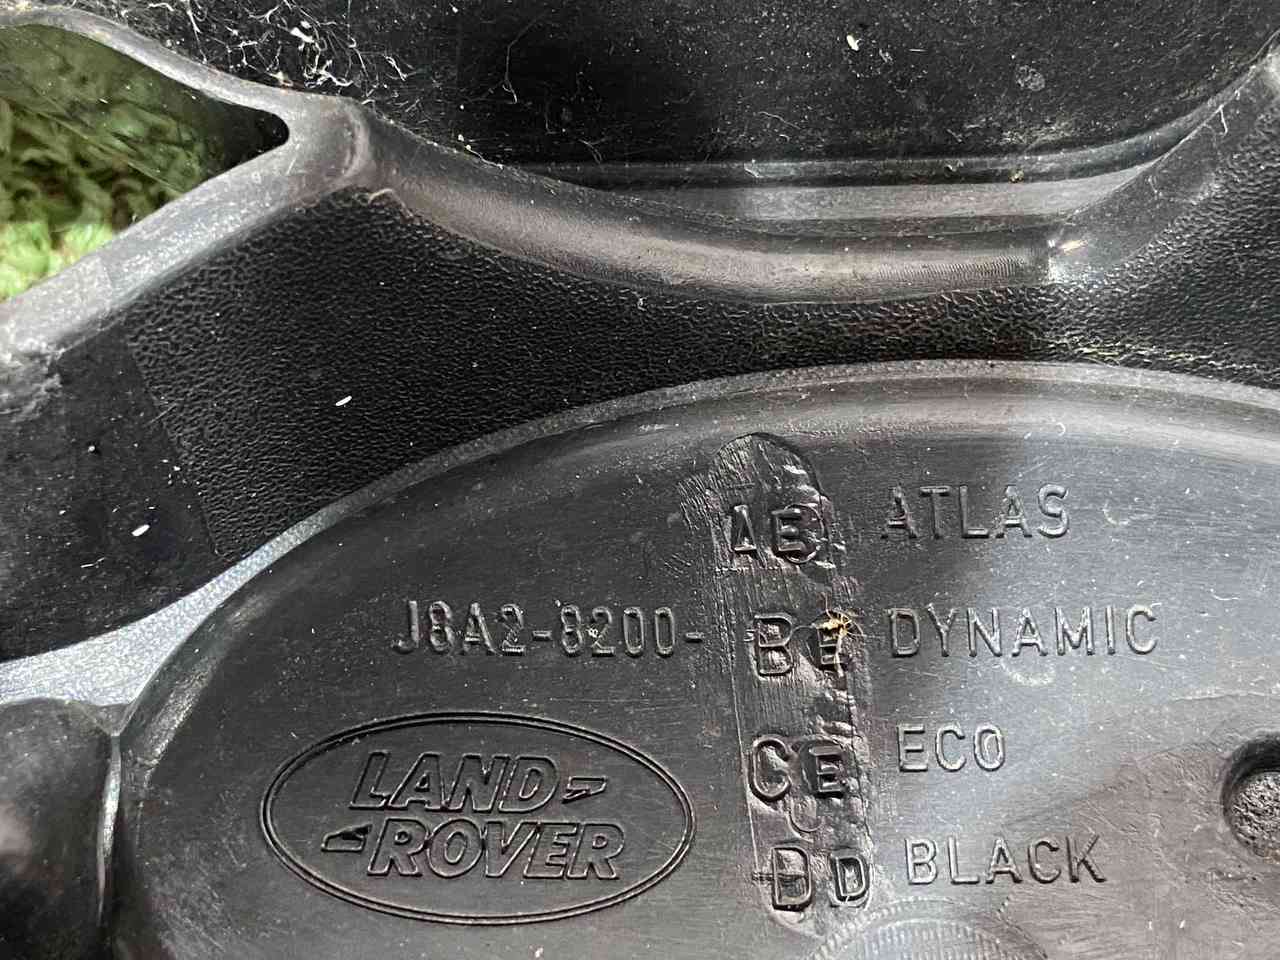 AE ATLAS
J8A2-8200- BE DYNAMIC
CE ECO
DD BLACK
LAND-
-ROVER